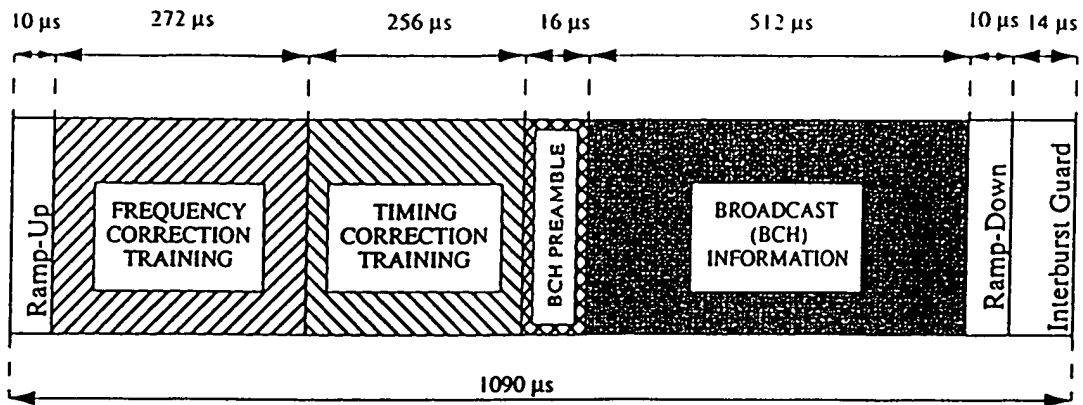 10 µs 272 µs 256 µs 16 µs 512 µs 10 µs 14 µs
Ramp-Up
FREQUENCY
CORRECTION
TRAINING
TIMING
CORRECTION
TRAINING
BCH PREAMBLE
BROADCAST
(BCH)
INFORMATION
Ramp-Down
Interburst Guard
1090 µs